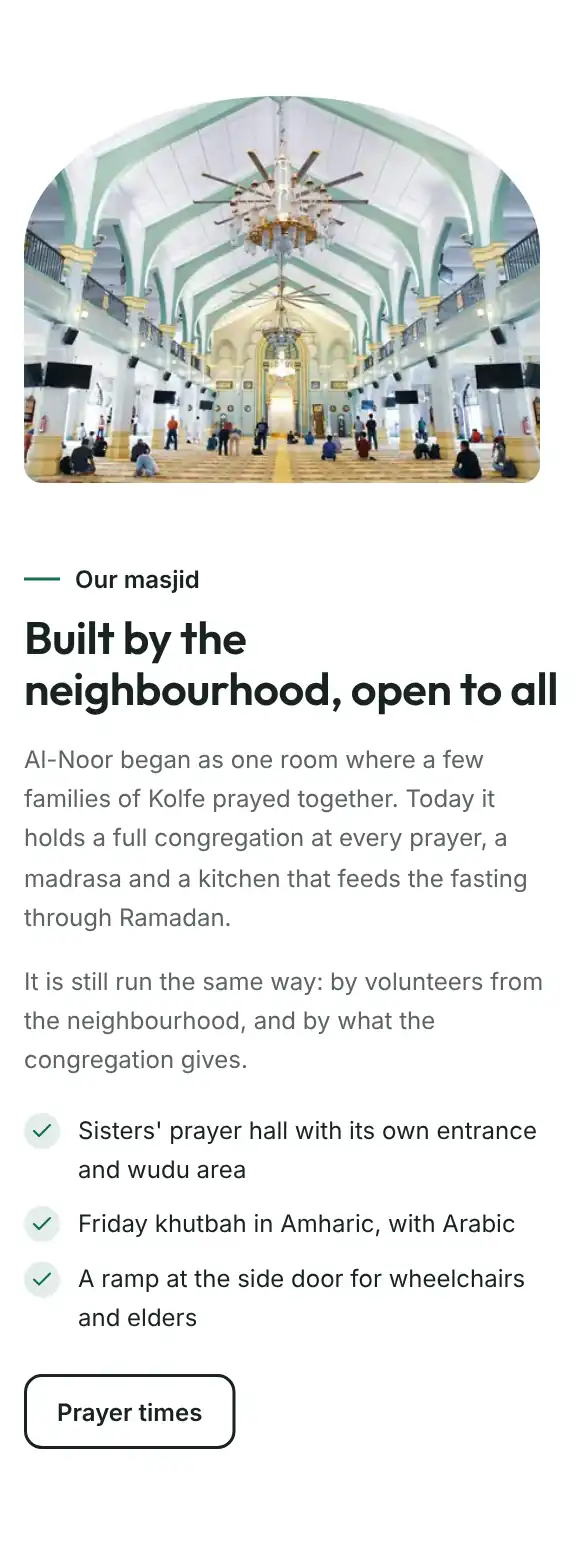 Our masjid
Built by the
neighbourhood, open to all
Al-Noor began as one room where a few
families of Kolfe prayed together. Today it
holds a full congregation at every prayer, a
madrasa and a kitchen that feeds the fasting
through Ramadan.
It is still run the same way: by volunteers from
the neighbourhood, and by what the
congregation gives.
Sisters' prayer hall with its own entrance
and wudu area
Friday khutbah in Amharic, with Arabic
A ramp at the side door for wheelchairs
and elders
Prayer times